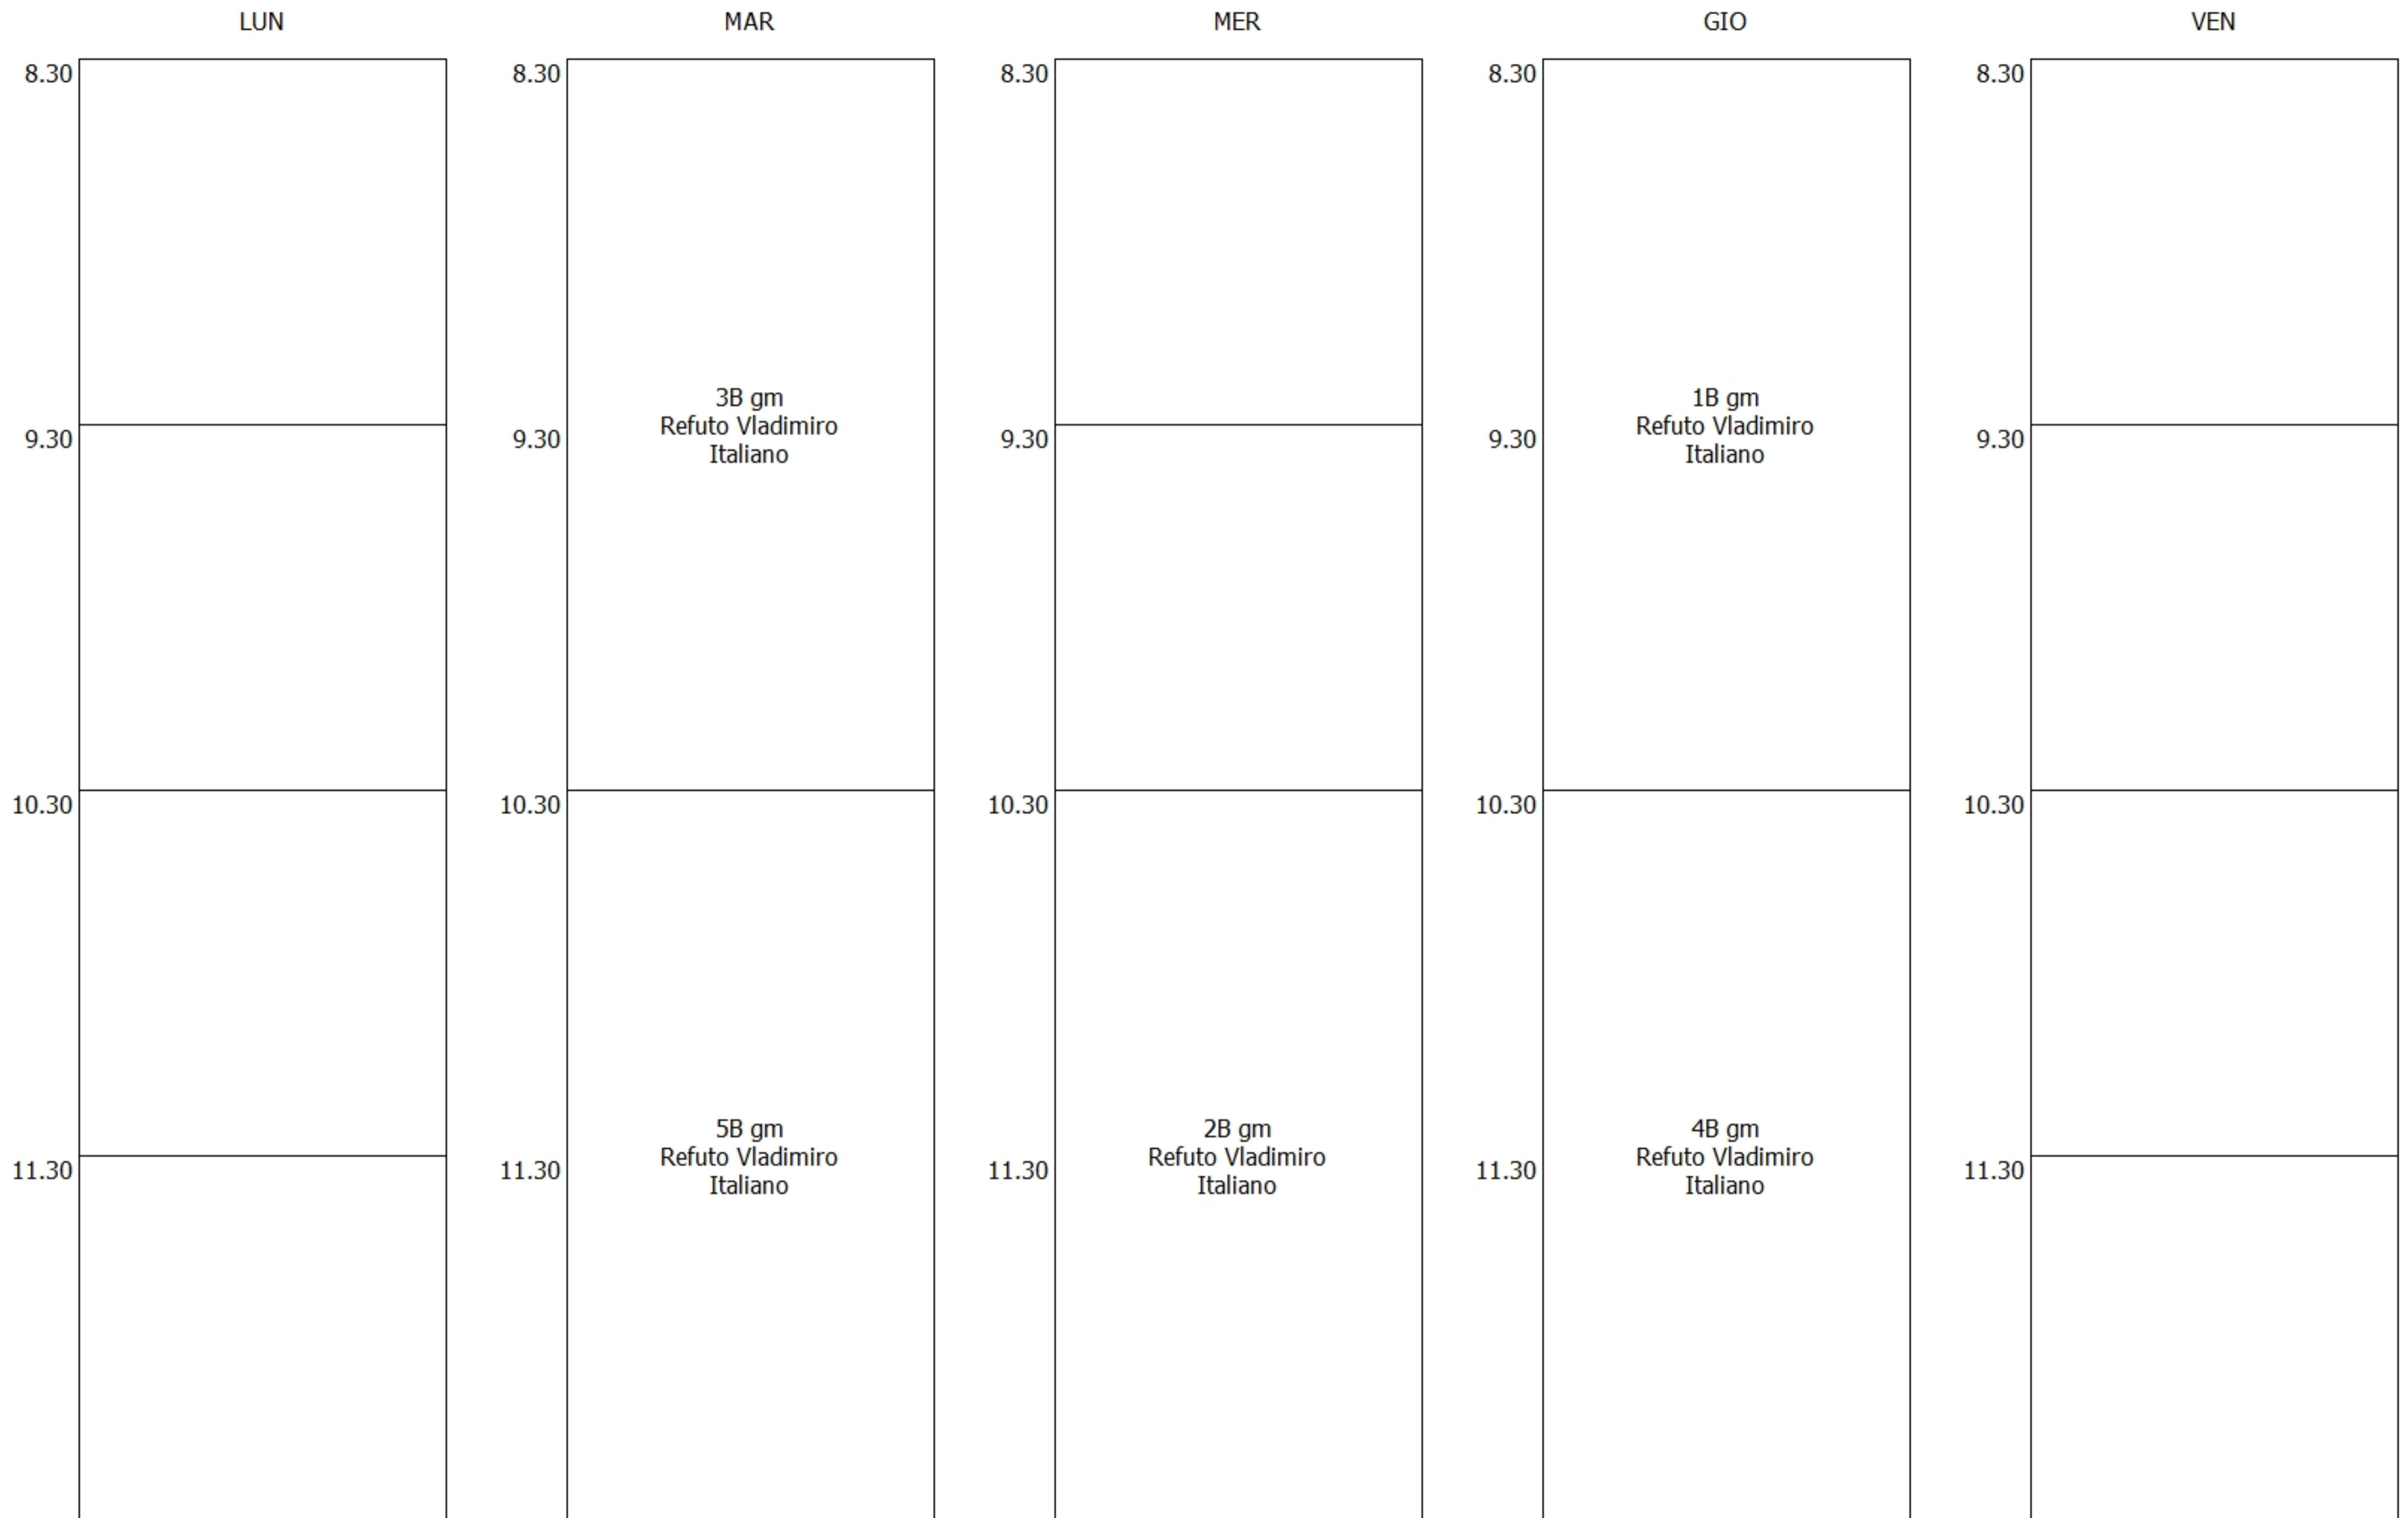 LUN
MAR
MER
GIO
VEN
8.30
8.30
8.30
8.30
8.30
3B gm
Refuto Vladimiro
Italiano
1B gm
Refuto Vladimiro
Italiano
9.30
9.30
9.30
9.30
9.30
10.30
10.30
10.30
10.30
10.30
5B gm
Refuto Vladimiro
Italiano
2B gm
Refuto Vladimiro
Italiano
4B gm
Refuto Vladimiro
Italiano
11.30
11.30
11.30
11.30
11.30